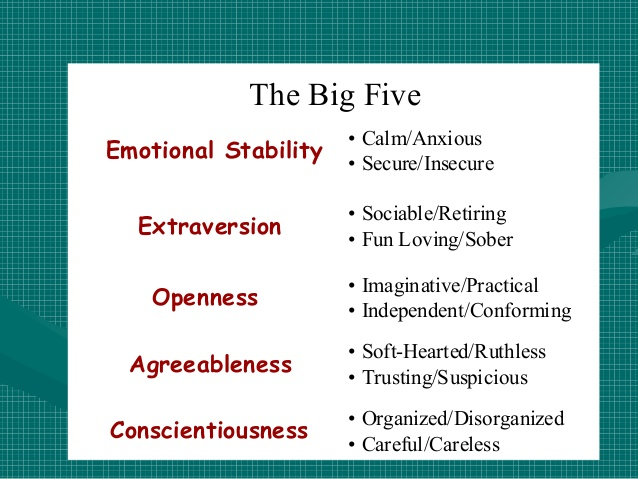 The Big Five
Emotional Stability
• Calm/Anxious
• Secure/Insecure
Extraversion
• Sociable/Retiring
• Fun Loving/Sober
Openness
• Imaginative/Practical
• Independent/Conforming
Agreeableness
• Soft-Hearted/Ruthless
• Trusting/Suspicious
Conscientiousness
• Organized/Disorganized
• Careful/Careless